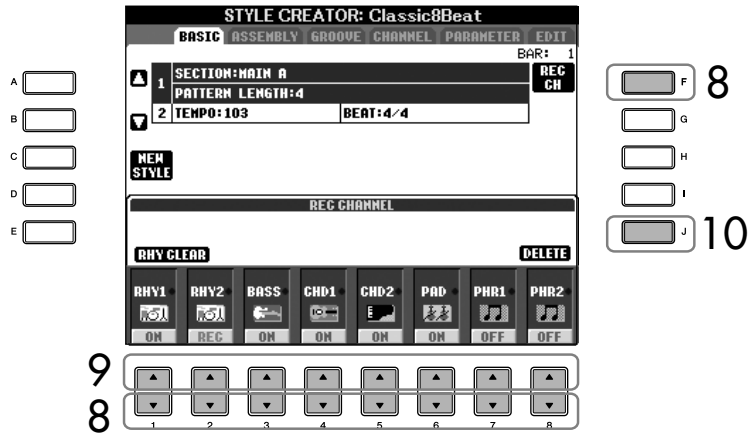 STYLE CREATOR: Classic8Beat
BASIC ASSEMBLY GROOVE CHANNEL PARAMETER EDIT
BAR: 1
1 SECTION:MAIN A
PATTERN LENGTH:4
REC CH
2 TEMPO:103 BEAT:4/4
NEW STYLE
REC CHANNEL
RHY CLEAR DELETE
RHY1 RHY2 BASS CHD1 CHD2 PAD PHR1 PHR2
ON REC ON ON ON ON OFF OFF
A
B
C
D
E
F 8
G
H
I
J 10
9
8
1 2 3 4 5 6 7 8